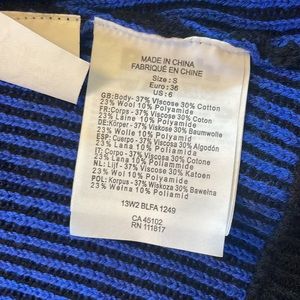 MADE IN CHINA
FABRIQUÉ EN CHINE
Size : S
Euro : 36
US : 6
GB: Body- 37% Viscose 30% Cotton
23% Wool 10% Polyamide
FR: Corps - 37% Viscose 30% Coton
23% Laine 10% Polyamide
DE: Körper - 37% Viskose 30% Baumwolle
23% Wolle 10% Polyamid
ESP: Cuerpo - 37% Viscosa 30% Algodón
23% Lana 10% Poliamida
IT: Corpo - 37% Viscosa 30% Cotone
23% Lana 10% Poliammide
NL: Lijf - 37% Viscose 30% Katoen
23% Wol 10% Polyamide
POL: Korpus - 37% Wiskoza 30% Bawełna
23% Wełna 10% Poliamid
13W2 BLFA 1249
CA 45102
RN 111817